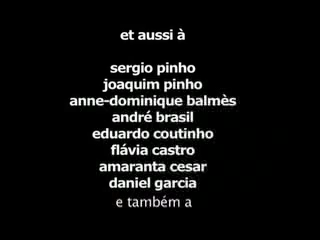 et aussi à
sergio pinho
joaquim pinho
anne-dominique balmès
andré brasil
eduardo coutinho
flávia castro
amaranta cesar
daniel garcia
e também a